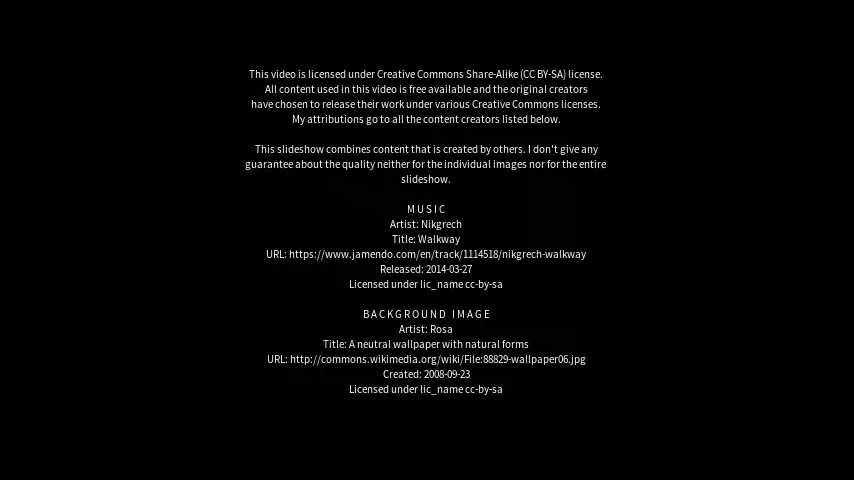 This video is licensed under Creative Commons Share-Alike (CC BY-SA) license.
All content used in this video is free available and the original creators
have chosen to release their work under various Creative Commons licenses.
My attributions go to all the content creators listed below.
This slideshow combines content that is created by others. I don't give any
guarantee about the quality neither for the individual images nor for the entire
slideshow.
MUSIC
Artist: Nikgrech
Title: Walkway
URL: https://www.jamendo.com/en/track/1114518/nikgrech-walkway
Released: 2014-03-27
Licensed under lic_name cc-by-sa
BACKGROUND IMAGE
Artist: Rosa
Title: A neutral wallpaper with natural forms
URL: http://commons.wikimedia.org/wiki/File:88829-wallpaper06.jpg
Created: 2008-09-23
Licensed under lic_name cc-by-sa